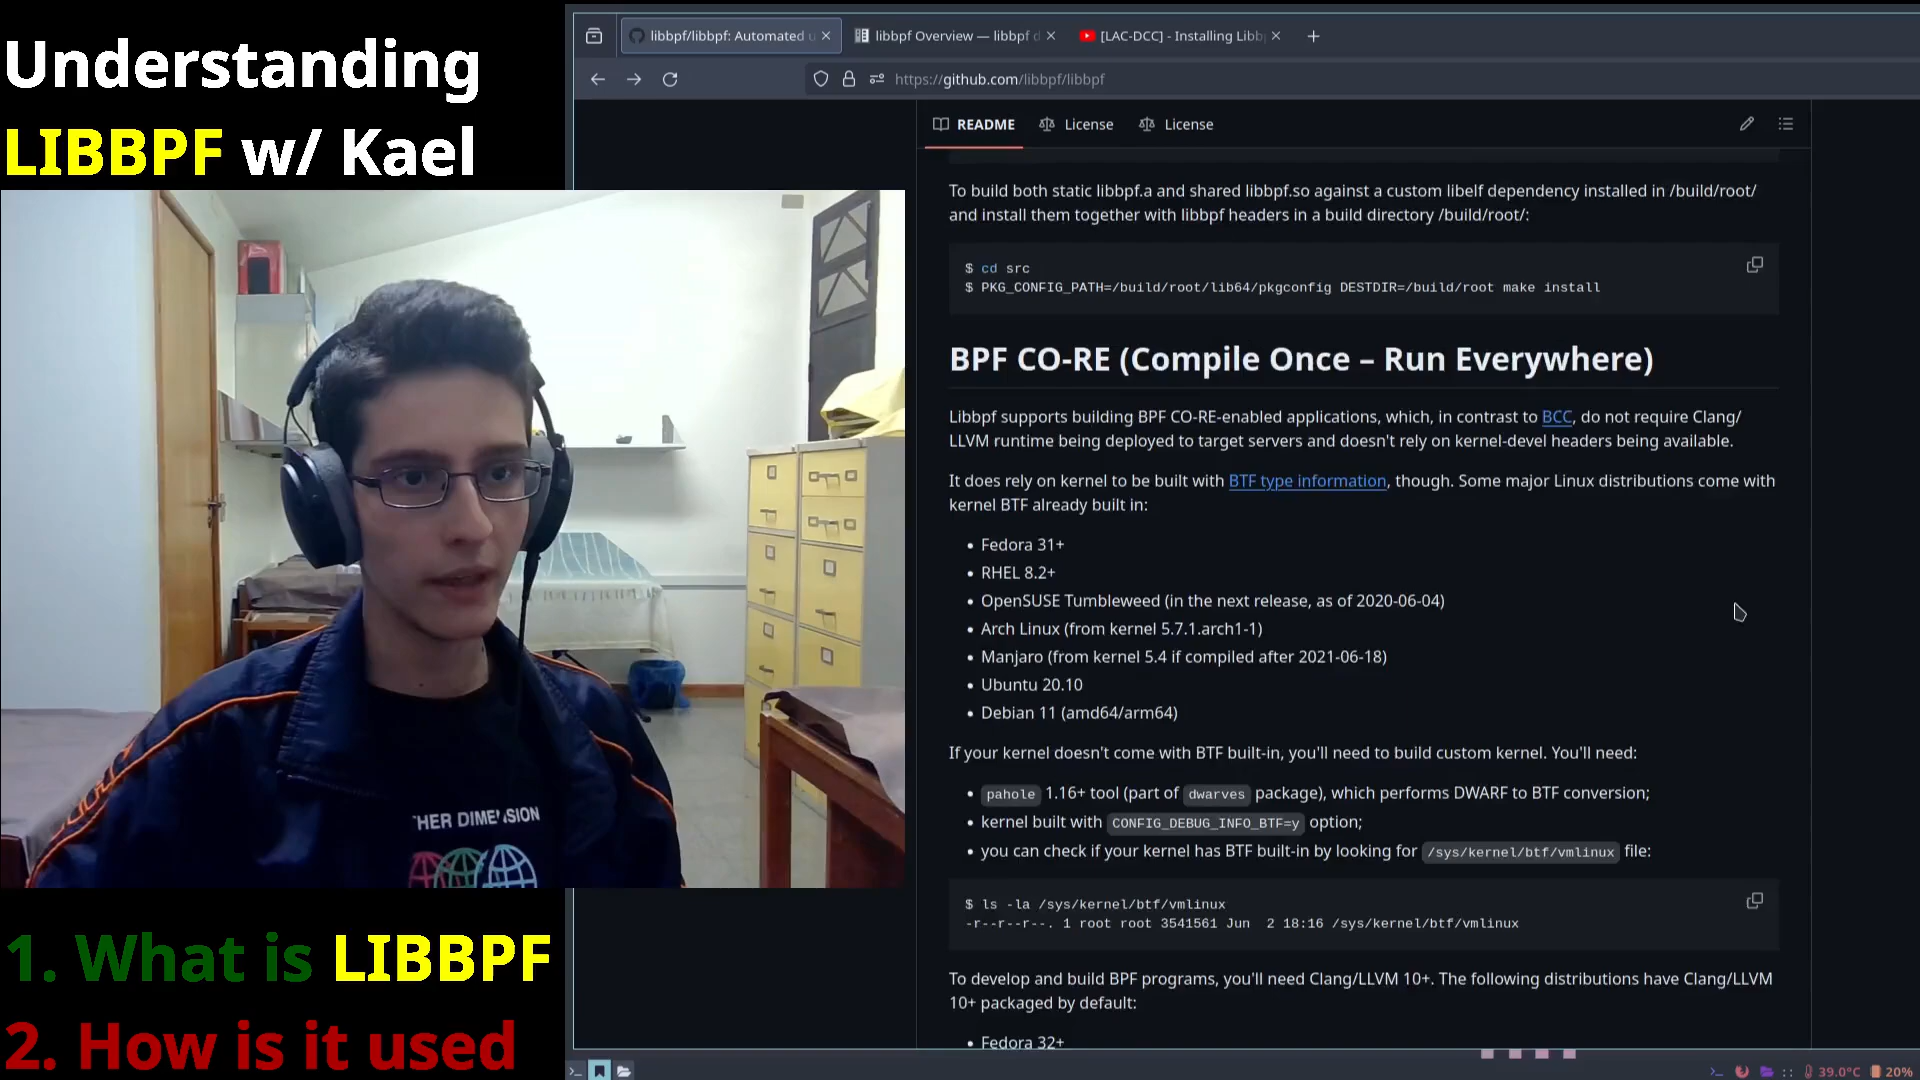 Understanding
LIBBPF w/ Kael
libbpf/libbpf: Automated u
libbpf Overview — libbpf d
[LAC-DCC] - Installing Libb
https://github.com/libbpf/libbpf
README
License
License
To build both static libbpf.a and shared libbpf.so against a custom libelf dependency installed in /build/root/
and install them together with libbpf headers in a build directory /build/root/:
$ cd src
$ PKG_CONFIG_PATH=/build/root/lib64/pkgconfig DESTDIR=/build/root make install
BPF CO-RE (Compile Once – Run Everywhere)
Libbpf supports building BPF CO-RE-enabled applications, which, in contrast to BCC, do not require Clang/
LLVM runtime being deployed to target servers and doesn't rely on kernel-devel headers being available.
It does rely on kernel to be built with BTF type information, though. Some major Linux distributions come with
kernel BTF already built in:
• Fedora 31+
• RHEL 8.2+
• OpenSUSE Tumbleweed (in the next release, as of 2020-06-04)
• Arch Linux (from kernel 5.7.1.arch1-1)
• Manjaro (from kernel 5.4 if compiled after 2021-06-18)
• Ubuntu 20.10
• Debian 11 (amd64/arm64)
If your kernel doesn't come with BTF built-in, you'll need to build custom kernel. You'll need:
• pahole 1.16+ tool (part of dwarves package), which performs DWARF to BTF conversion;
• kernel built with CONFIG_DEBUG_INFO_BTF=y option;
• you can check if your kernel has BTF built-in by looking for /sys/kernel/btf/vmlinux file:
$ ls -la /sys/kernel/btf/vmlinux
-r--r--r--. 1 root root 3541561 Jun  2 18:16 /sys/kernel/btf/vmlinux
To develop and build BPF programs, you'll need Clang/LLVM 10+. The following distributions have Clang/LLVM
10+ packaged by default:
• Fedora 32+
THER DIMENSION
1. What is LIBBPF
2. How is it used
39.0°C
20%